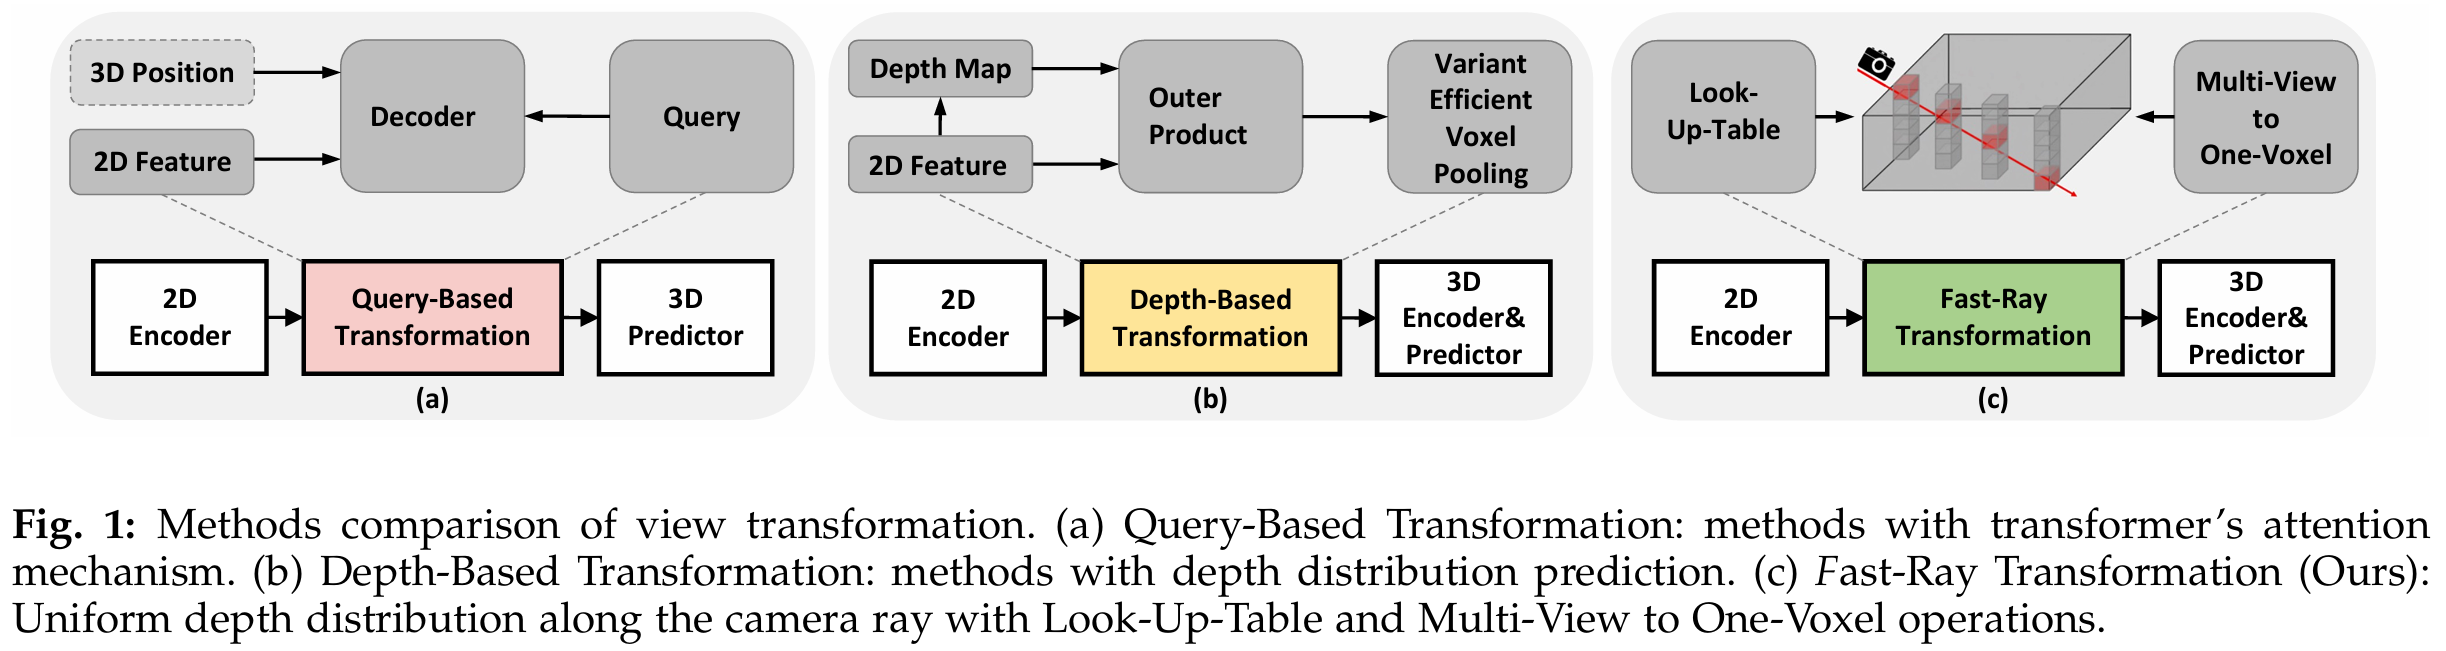 3D Position
2D Feature
Decoder
Query
2D
Encoder
Query-Based
Transformation
3D
Predictor
(a)
Depth Map
2D Feature
Outer
Product
Variant
Efficient
Voxel
Pooling
2D
Encoder
Depth-Based
Transformation
3D
Encoder&
Predictor
(b)
Look-
Up-Table
Multi-View
to
One-Voxel
2D
Encoder
Fast-Ray
Transformation
3D
Encoder&
Predictor
(c)
Fig. 1: Methods comparison of view transformation. (a) Query-Based Transformation: methods with transformer's attention
mechanism. (b) Depth-Based Transformation: methods with depth distribution prediction. (c) Fast-Ray Transformation (Ours):
Uniform depth distribution along the camera ray with Look-Up-Table and Multi-View to One-Voxel operations.